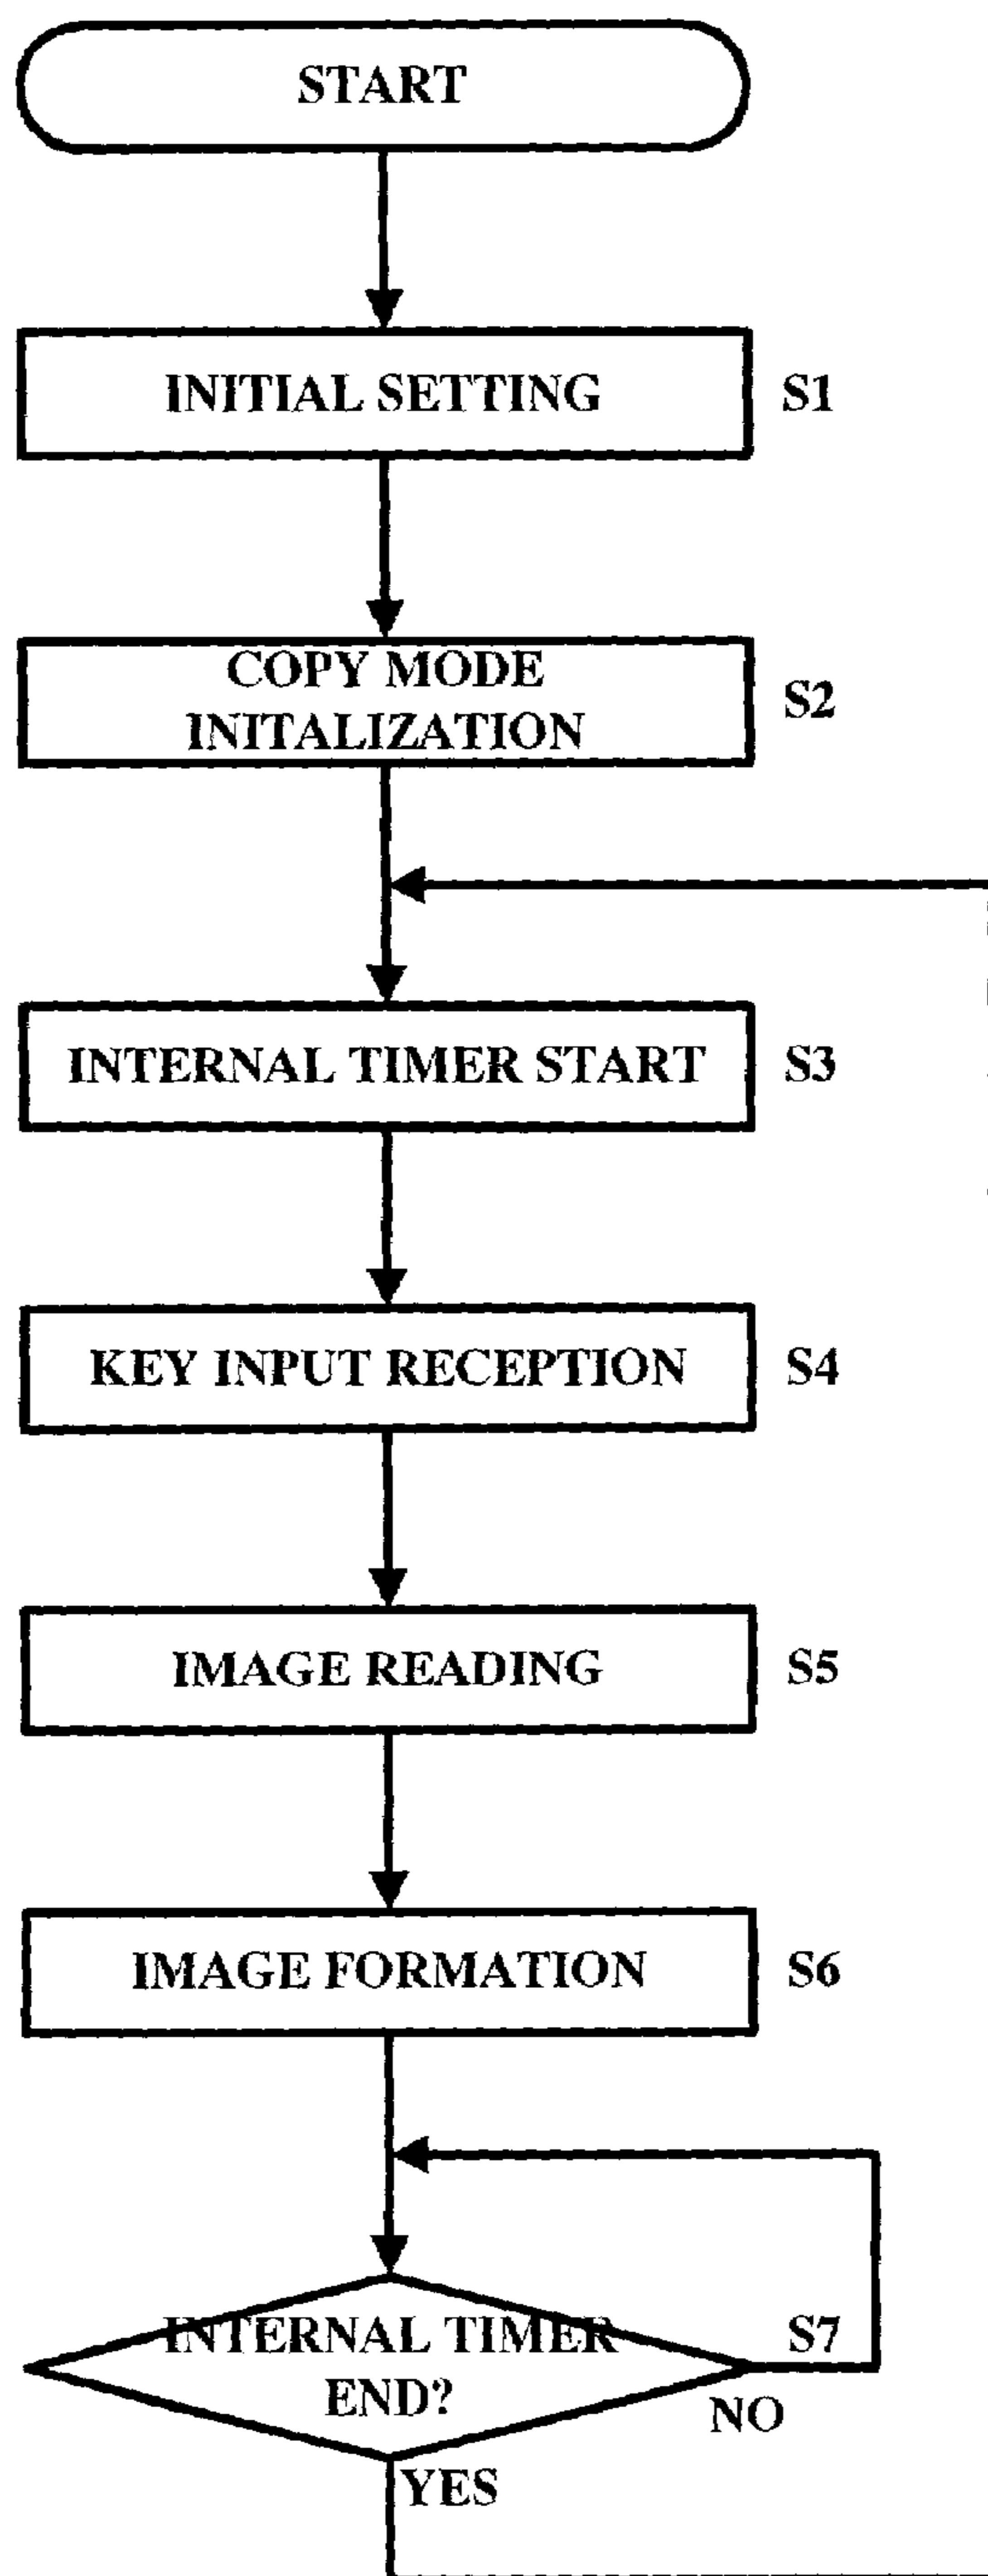 START
INITIAL SETTING
S1
COPY MODE
INITALIZATION
S2
INTERNAL TIMER START
S3
KEY INPUT RECEPTION
S4
IMAGE READING
S5
IMAGE FORMATION
S6
INTERNAL TIMER
END?
S7
NO
YES